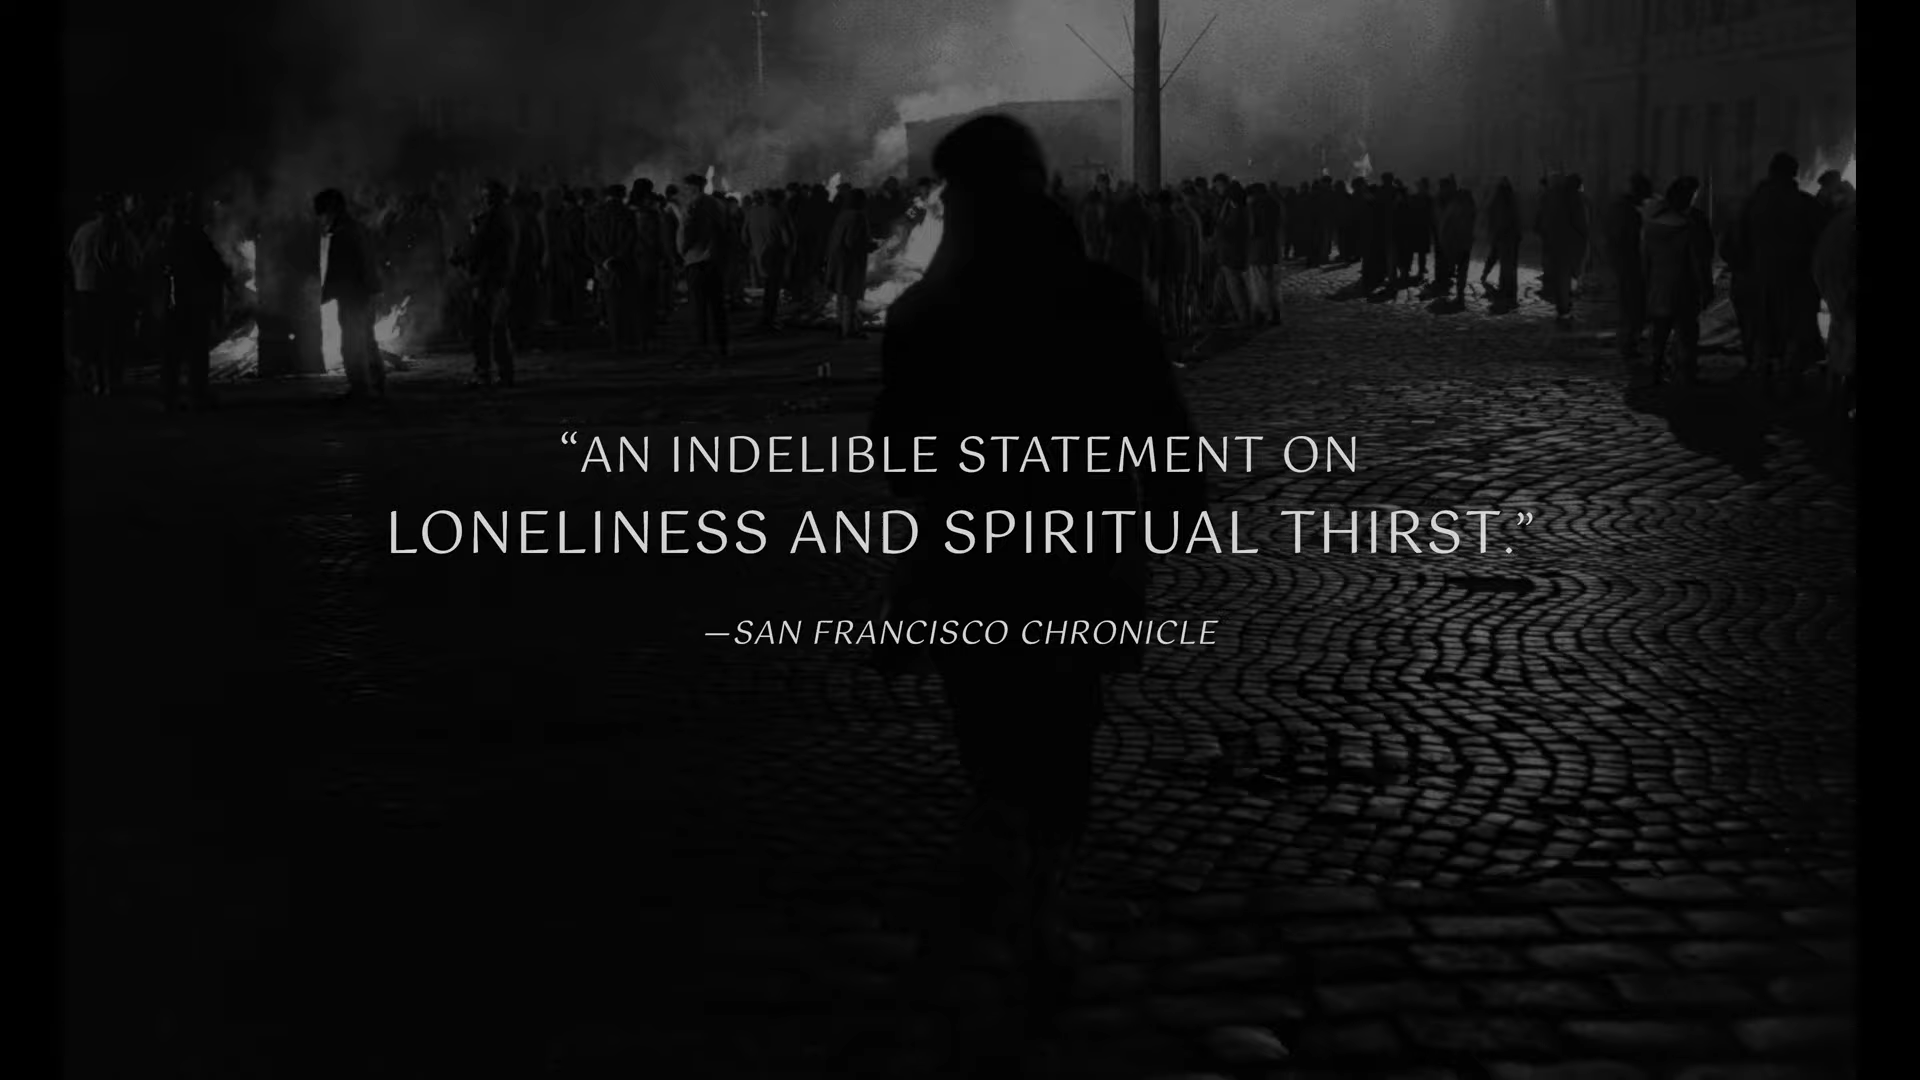 “AN INDELIBLE STATEMENT ON
LONELINESS AND SPIRITUAL THIRST.”
—SAN FRANCISCO CHRONICLE